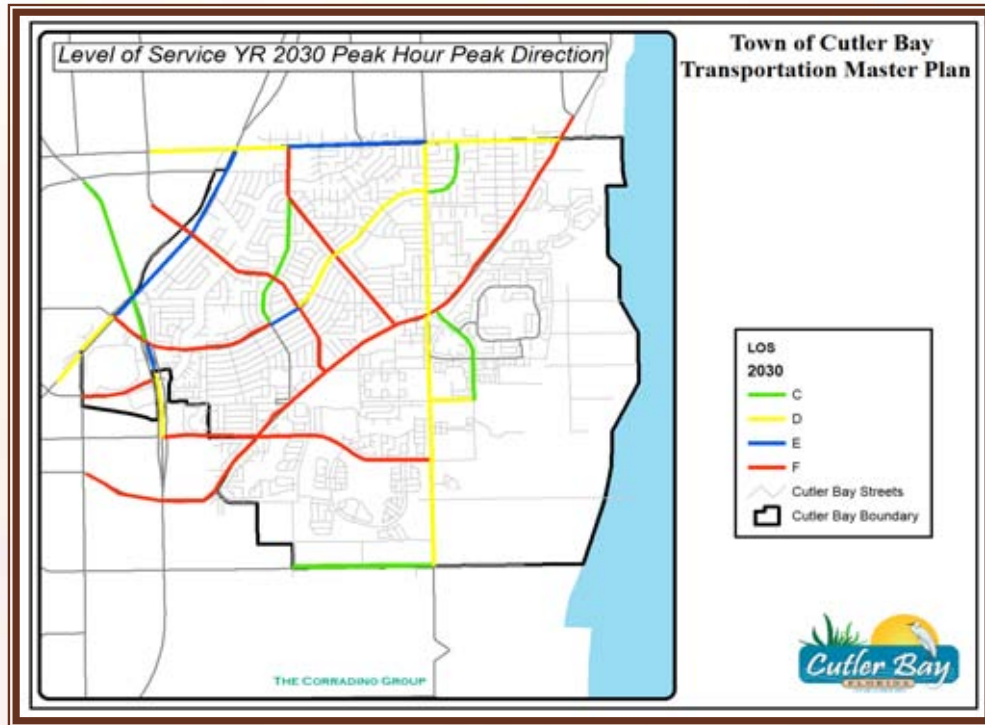 Level of Service YR 2030 Peak Hour Peak Direction
Town of Cutler Bay
Transportation Master Plan
LOS
2030
C
D
E
F
Cutler Bay Streets
Cutler Bay Boundary
THE CORRADINO GROUP
Cutler Bay
FLORIDA